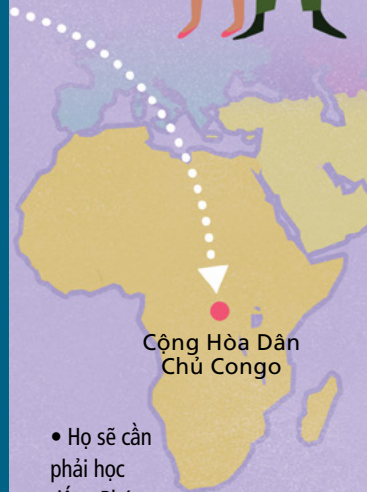 Cộng Hòa Dân
Chủ Congo
• Họ sẽ cần
phải học